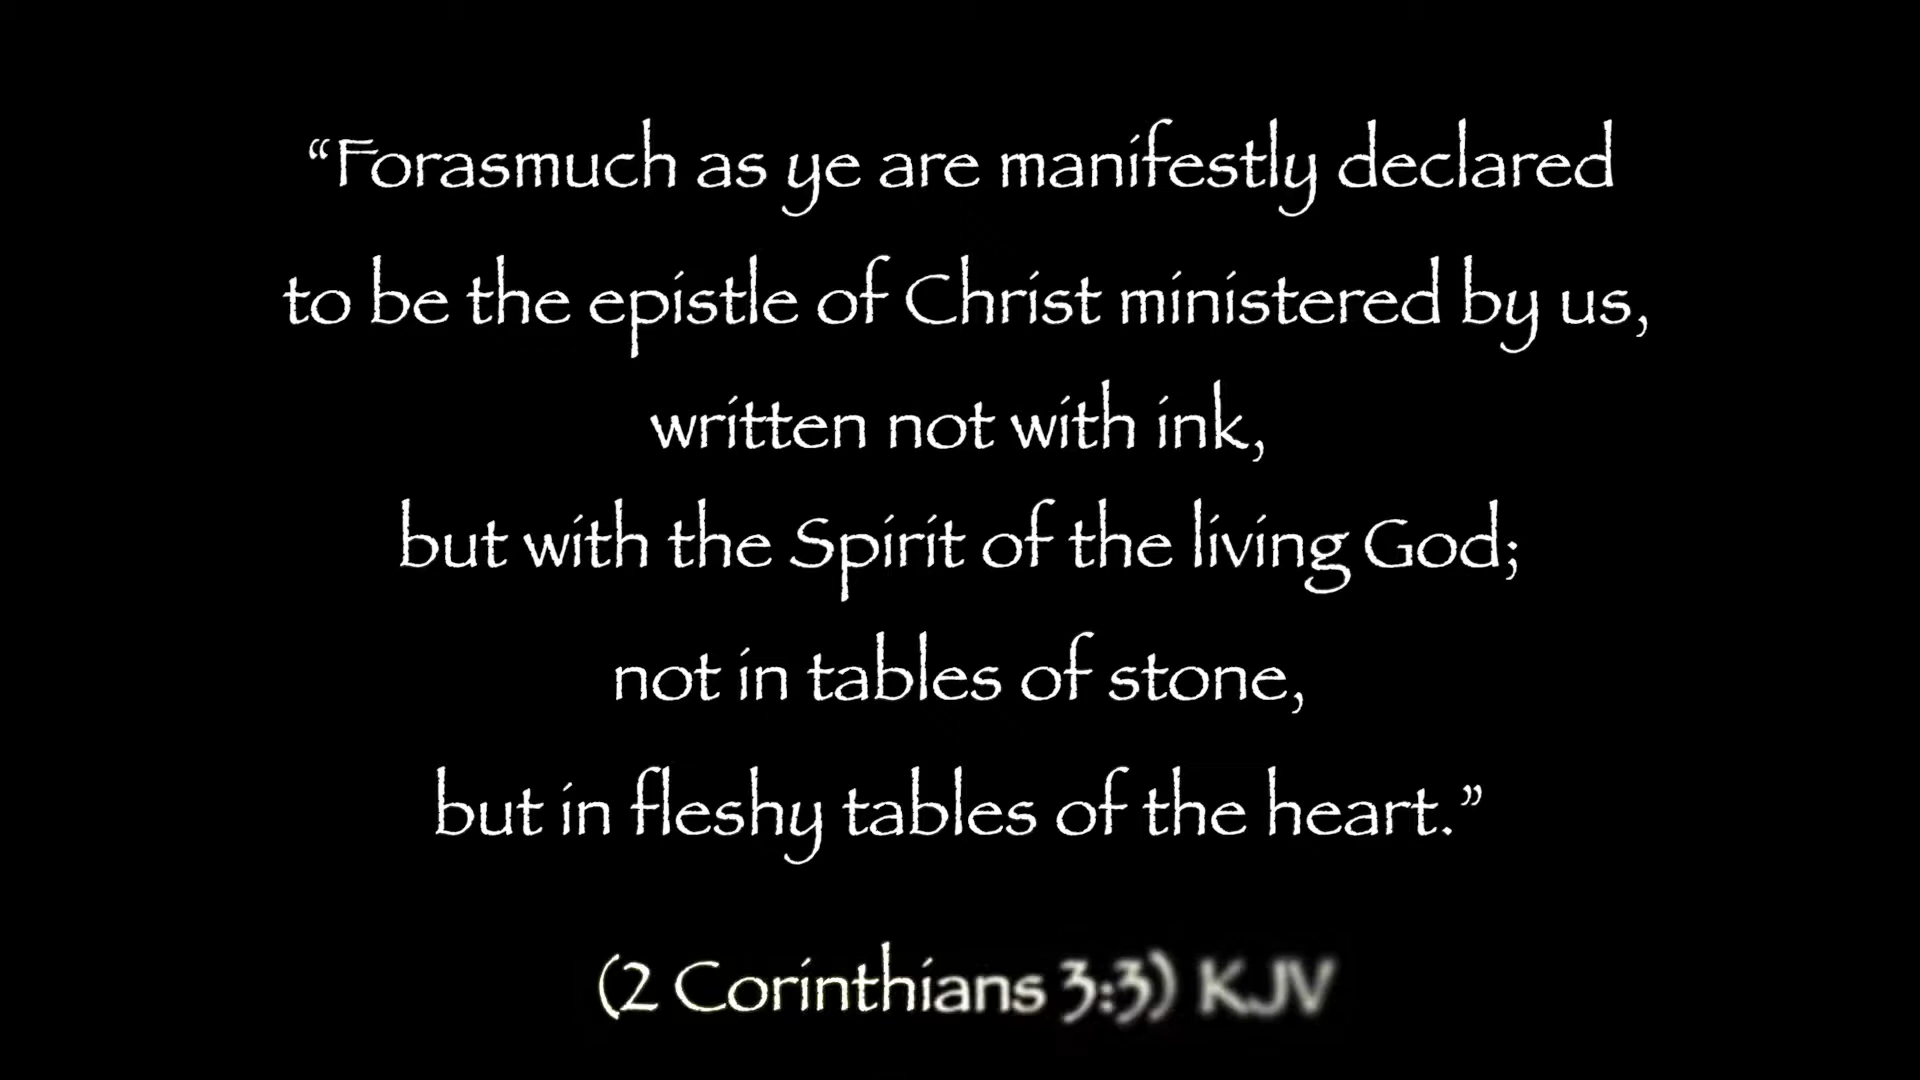 “Forasmuch as ye are manifestly declared
to be the epistle of Christ ministered by us,
written not with ink,
but with the Spirit of the living God;
not in tables of stone,
but in fleshy tables of the heart.”
(2 Corinthians 3:3) KJV